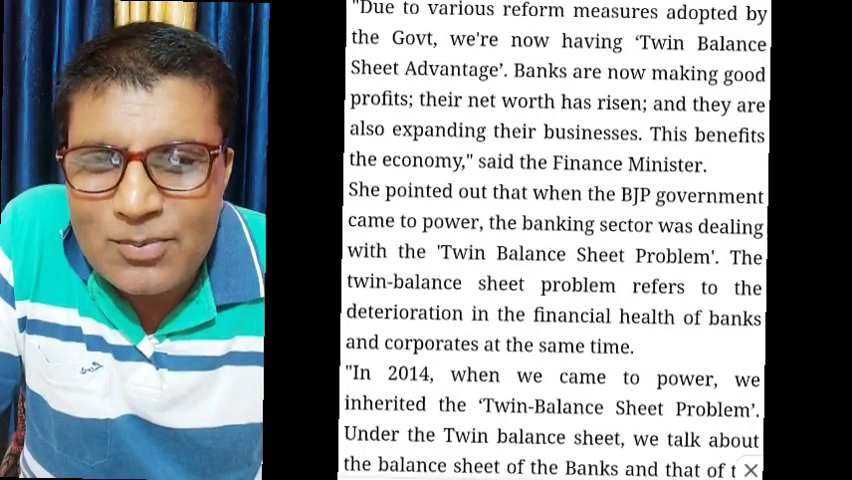 "Due to various reform measures adopted by
the Govt, we're now having ‘Twin Balance
Sheet Advantage’. Banks are now making good
profits; their net worth has risen; and they are
also expanding their businesses. This benefits
the economy," said the Finance Minister.
She pointed out that when the BJP government
came to power, the banking sector was dealing
with the 'Twin Balance Sheet Problem'. The
twin-balance sheet problem refers to the
deterioration in the financial health of banks
and corporates at the same time.
"In 2014, when we came to power, we
inherited the ‘Twin-Balance Sheet Problem’.
Under the Twin balance sheet, we talk about
the balance sheet of the Banks and that of